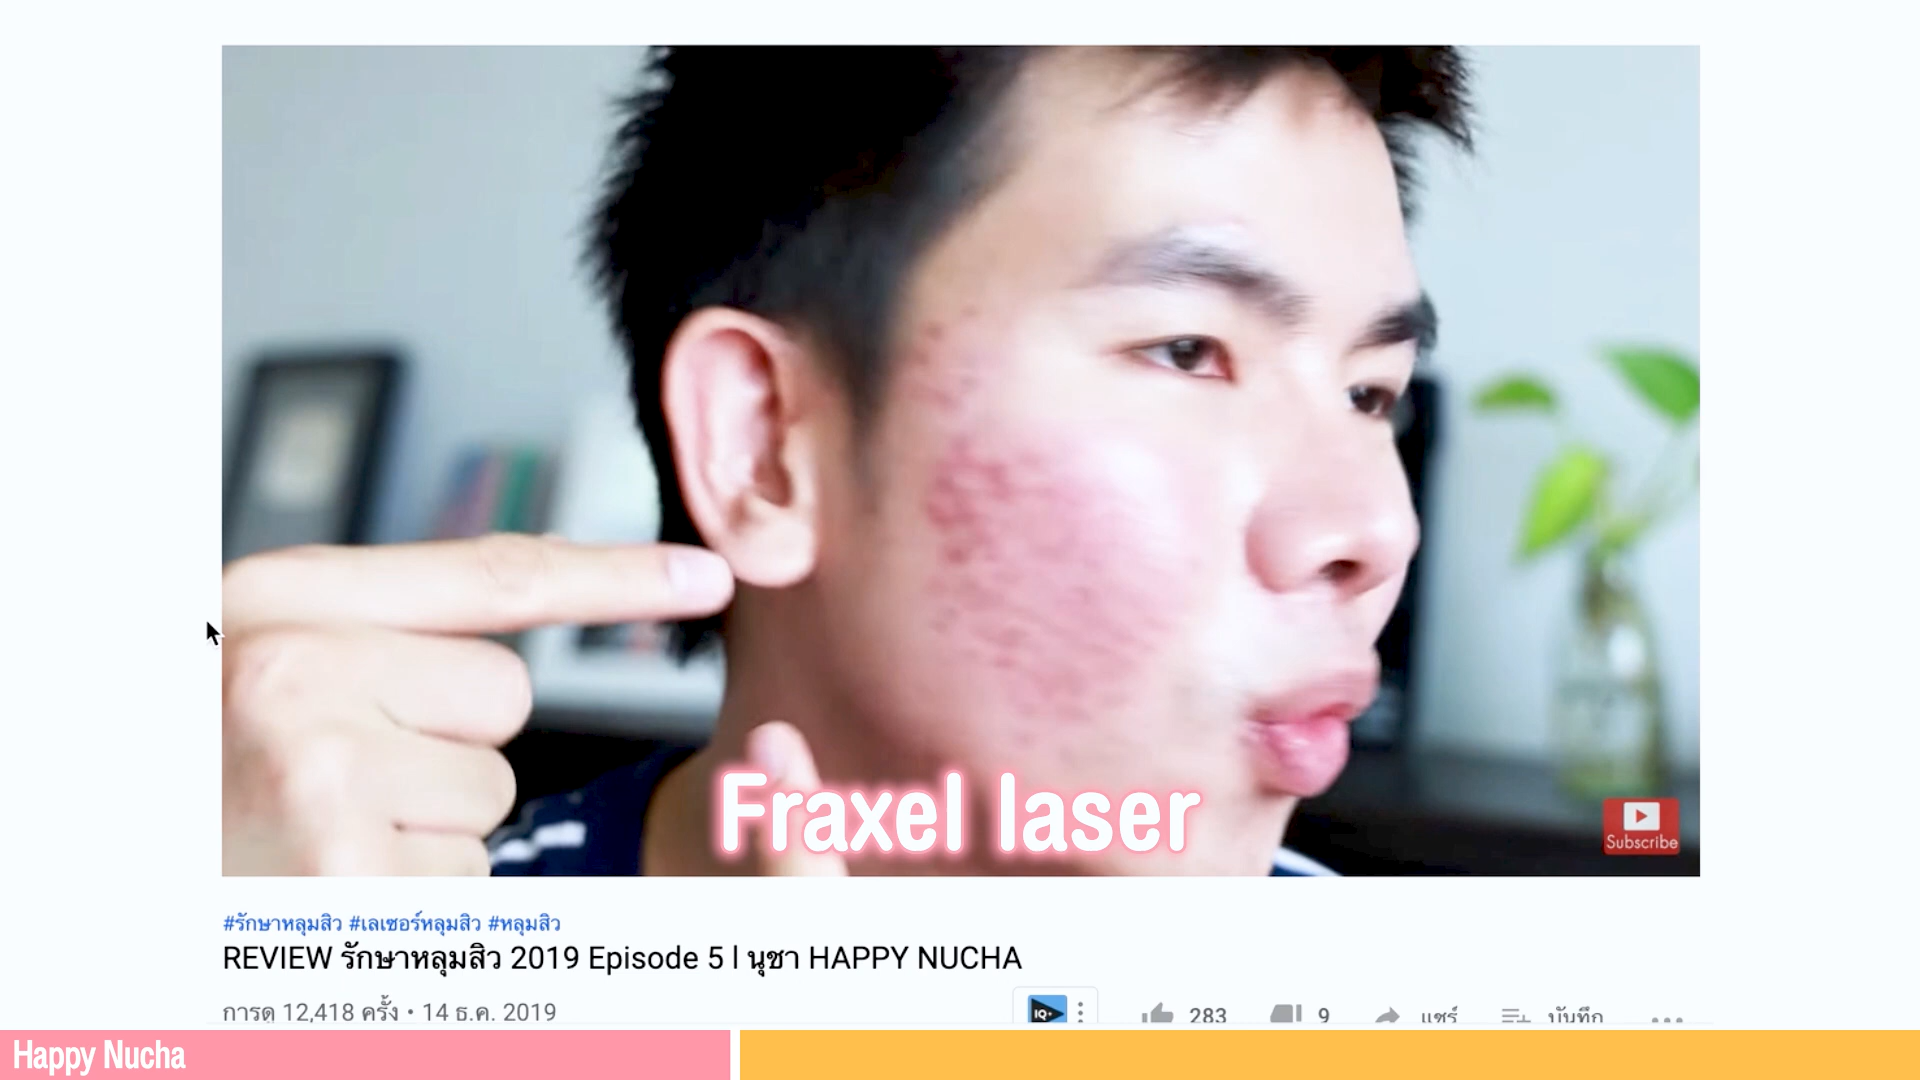 Fraxel laser
Subscribe
#รักษาหลุมสิว #เลเซอร์หลุมสิว #หลุมสิว
REVIEW รักษาหลุมสิว 2019 Episode 5 l นุชา HAPPY NUCHA
การดู 12,418 ครั้ง • 14 ธ.ค. 2019
IQ
283
9
แชร์
บันทึก
Happy Nucha